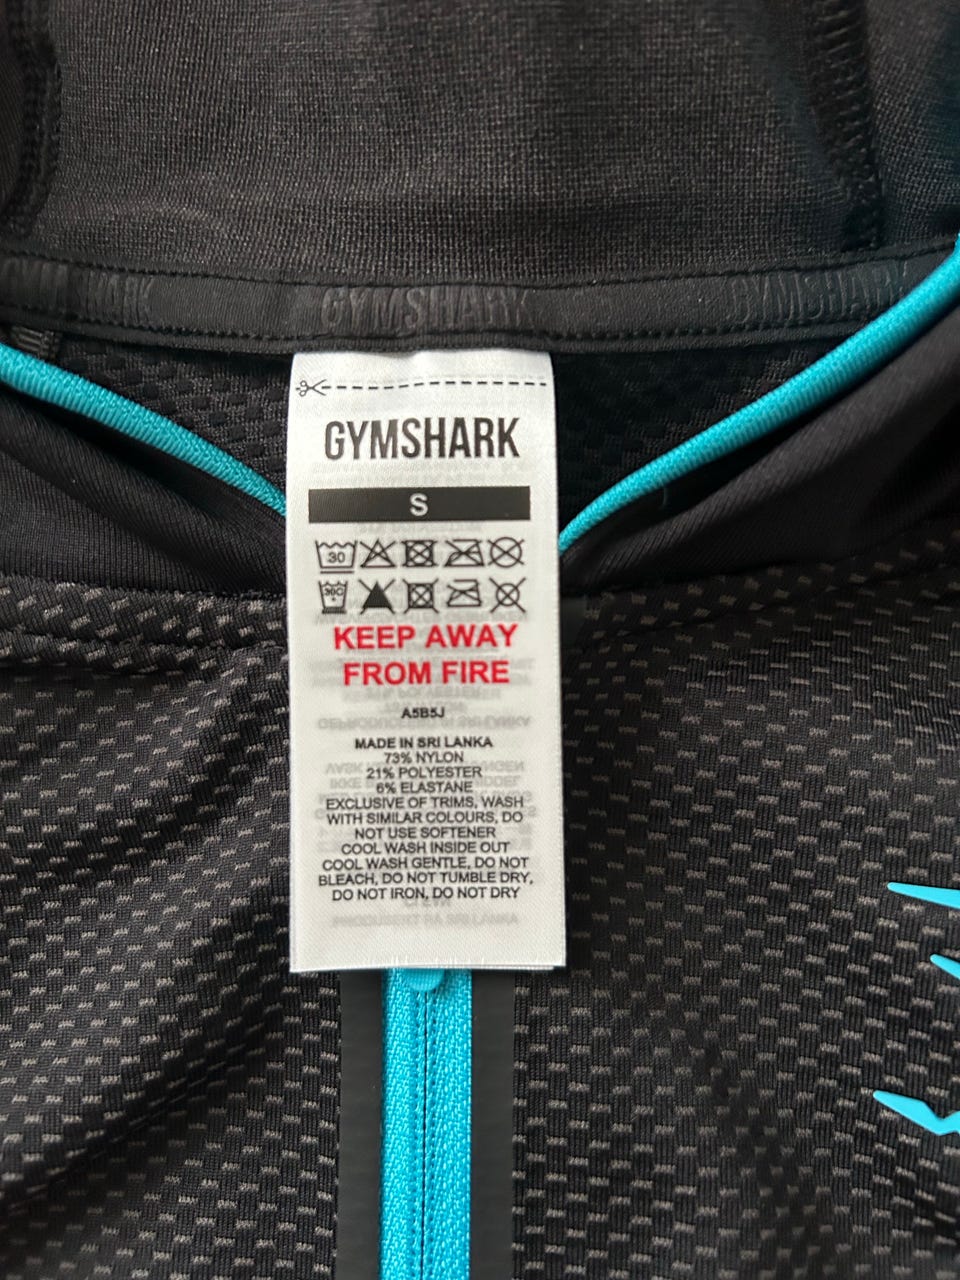 GYMSHARK GYMSHARK
GYMSHARK
S
30
KEEP AWAY
FROM FIRE
A5B5J
MADE IN SRI LANKA
73% NYLON
21% POLYESTER
6% ELASTANE
EXCLUSIVE OF TRIMS, WASH
WITH SIMILAR COLOURS, DO
NOT USE SOFTENER
COOL WASH INSIDE OUT
COOL WASH GENTLE, DO NOT
BLEACH, DO NOT TUMBLE DRY,
DO NOT IRON, DO NOT DRY